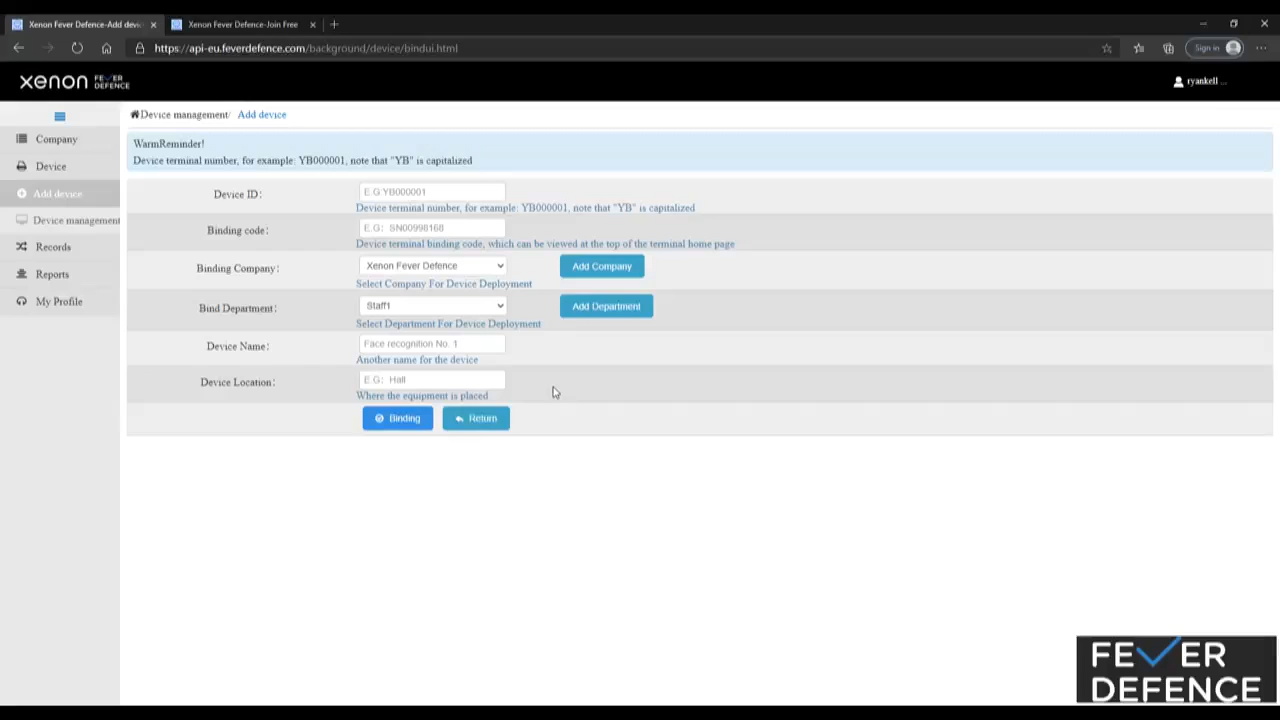 Xenon Fever Defence-Add devi
Xenon Fever Defence-Join Free
https://api-eu.feverdefence.com/background/device/bindui.html
Sign in
xenon FEVER DEFENCE
ryankell ...
Company
Device
Add device
Device management
Records
Reports
My Profile
Device management/ Add device
WarmReminder!
Device terminal number, for example: YB000001, note that "YB" is capitalized
Device ID:
E.G YB000001
Device terminal number, for example: YB000001, note that "YB" is capitalized
Binding code:
E.G: SN00998168
Device terminal binding code, which can be viewed at the top of the terminal home page
Binding Company:
Xenon Fever Defence
Add Company
Select Company For Device Deployment
Bind Department:
Staff1
Add Department
Select Department For Device Deployment
Device Name:
Face recognition No. 1
Another name for the device
Device Location:
E.G: Hall
Where the equipment is placed
Binding
Return
FEVER
DEFENCE